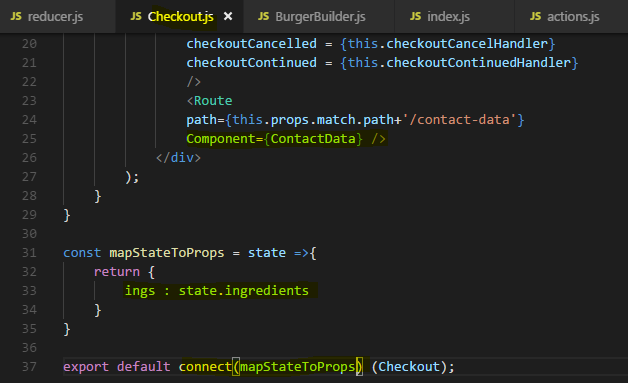 JS reducer.js JS Checkout.js × JS BurgerBuilder.js JS index.js JS actions.js
20 checkoutCancelled = {this.checkoutCancelHandler}
21 checkoutContinued = {this.checkoutContinuedHandler}
22 />
23 <Route
24 path={this.props.match.path+'/contact-data'}
25 Component={ContactData} />
26 </div>
27 );
28 }
29 }
30
31 const mapStateToProps = state =>{
32 return {
33 ings : state.ingredients
34 }
35 }
36
37 export default connect(mapStateToProps) (Checkout);